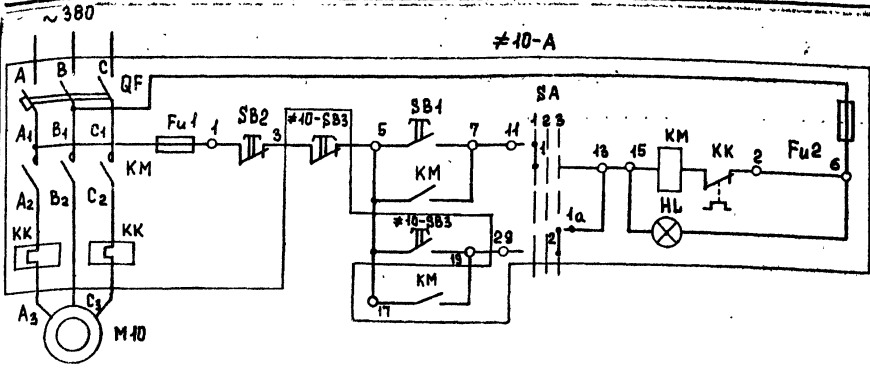 ~380
≠10-A
A B C QF
SA
Fu1 1 SB2 3 ≠10-SB3 5 SB1 7 11 1 2 3
A1 B1 C1
KM
1
KM 13 15 KM KK 2 Fu2 6
A2 B2 C2
HL
KK KK
≠10-SB3 19 29 2 1a
KM
17
A3 C3
M10